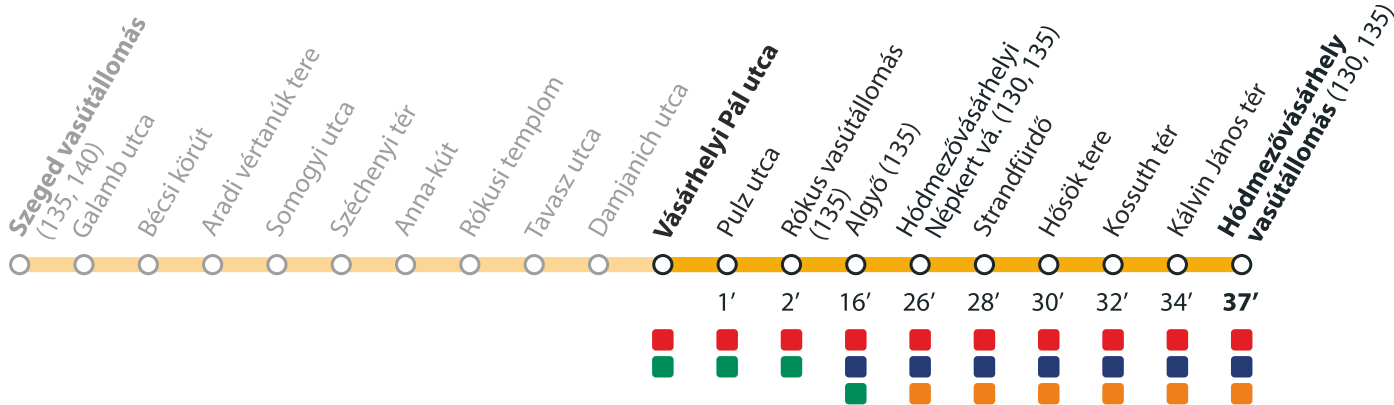 Szeged vasútállomás
(135, 140)
Galamb utca
Bécsi körút
Aradi vértanúk tere
Somogyi utca
Széchenyi tér
Anna-kút
Rókusi templom
Tavasz utca
Damjanich utca
Vásárhelyi Pál utca
Pulz utca
Rókus vasútállomás
(135)
Algyő (135)
Hódmezővásárhelyi
Népkert vá. (130, 135)
Strandfürdő
Hősök tere
Kossuth tér
Kálvin János tér
Hódmezővásárhely
vasútállomás (130, 135)
1’ 2’ 16’ 26’ 28’ 30’ 32’ 34’ 37’